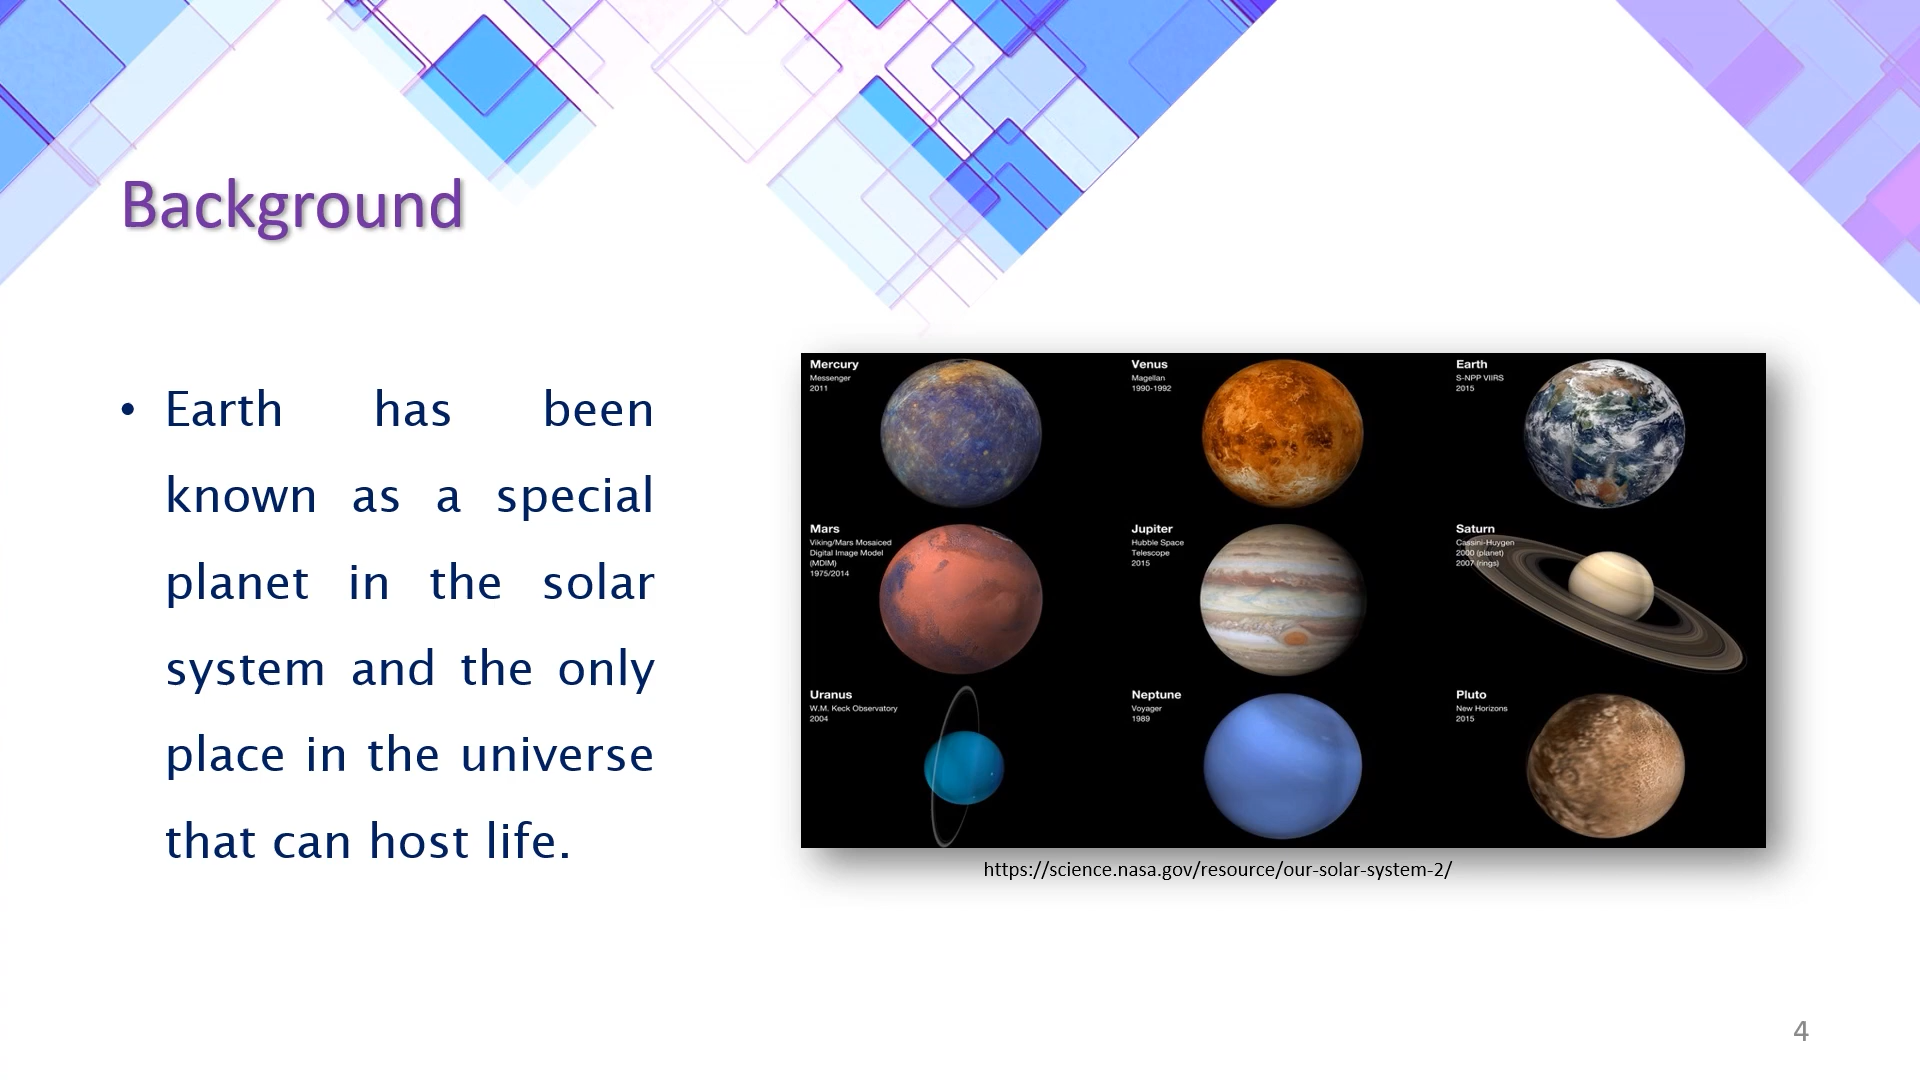 Background
• Earth has been
known as a special
planet in the solar
system and the only
place in the universe
that can host life.
Mercury
Messenger
2011
Venus
Magellan
1990-1992
Earth
S-NPP VIIRS
2015
Mars
Viking/Mars Mosaiced
Digital Image Model
(MDIM)
1975/2014
Jupiter
Hubble Space
Telescope
2015
Saturn
Cassini-Huygen
2000 (planet)
2007 (rings)
Uranus
W.M. Keck Observatory
2004
Neptune
Voyager
1989
Pluto
New Horizons
2015
https://science.nasa.gov/resource/our-solar-system-2/
4